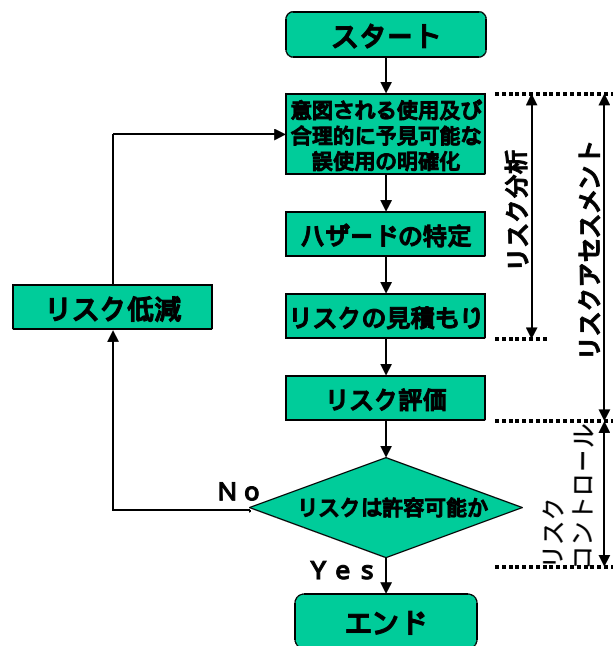 スタート
意図される使用及び
合理的に予見可能な
誤使用の明確化
ハザードの特定
リスクの見積もり
リスク評価
リスクは許容可能か
No
Yes
エンド
リスク低減
リスク分析
リスクアセスメント
リスク
コントロール